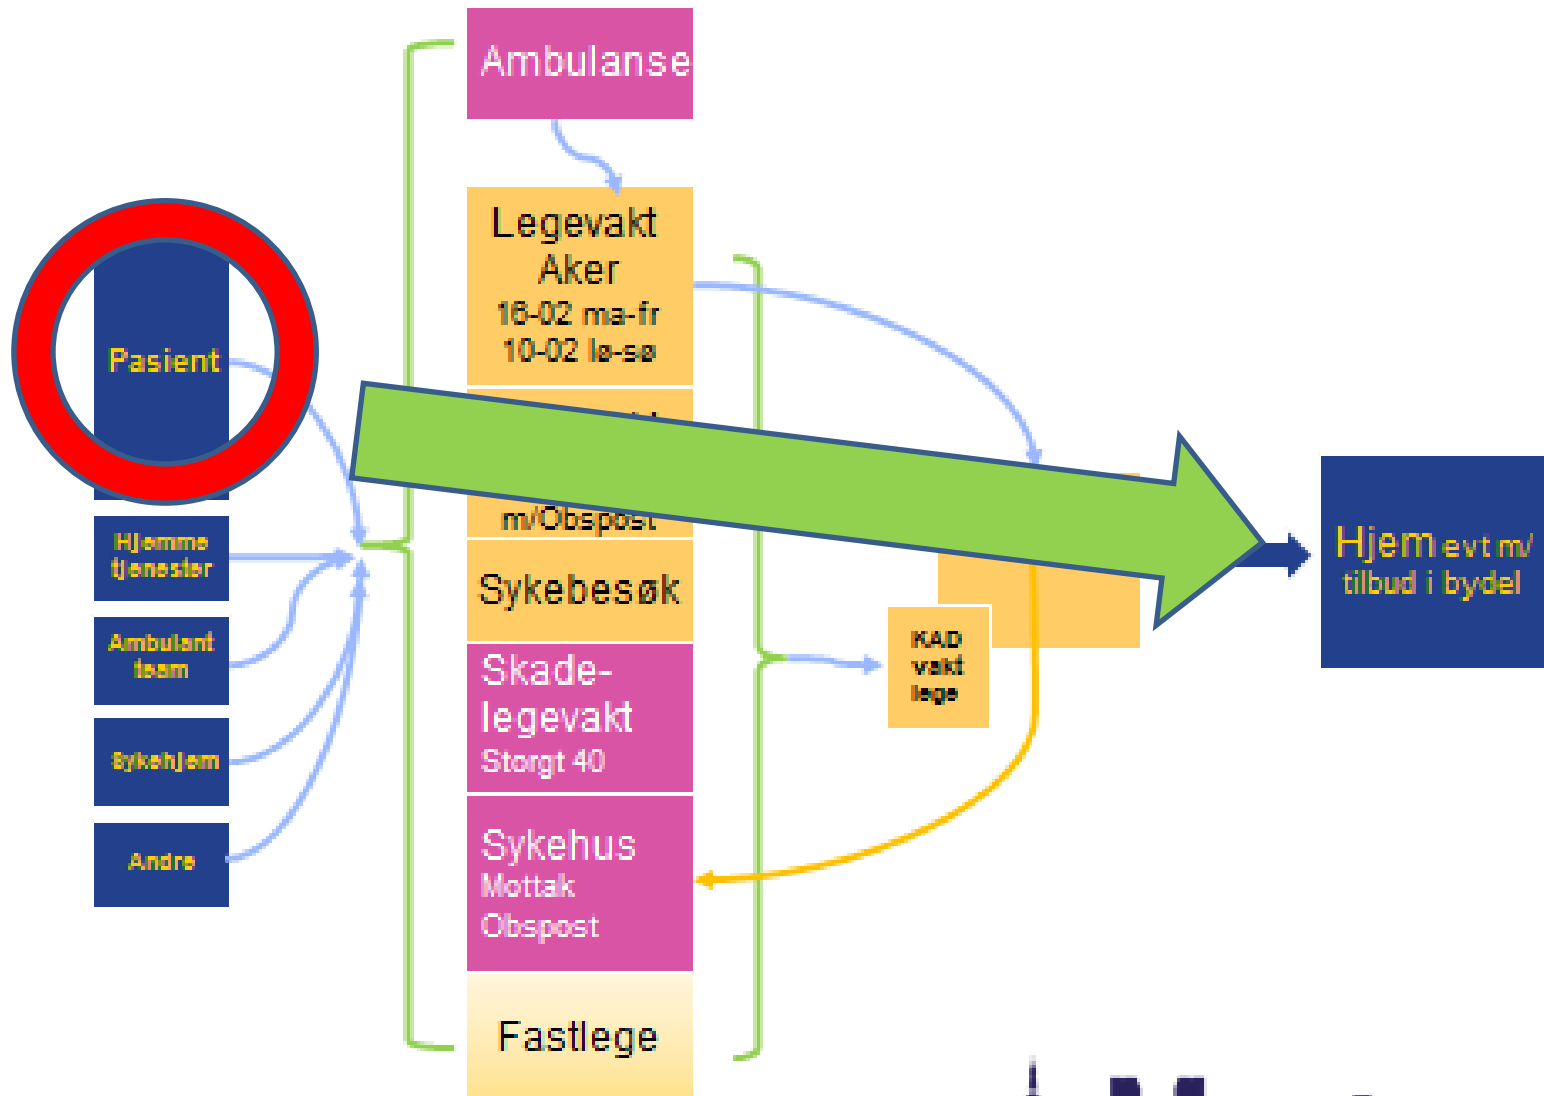 Ambulanse
Legevakt
Aker
16-02 ma-fr
10-02 lø-sø
m/Obspost
Sykebesøk
Skade-
legevakt
Storgt 40
Sykehus
Mottak
Obspost
Fastlege
Pasient
Hjemme
tjenester
Ambulant
team
Sykehjem
Andre
KAD
vakt
lege
Hjem evt m/
tilbud i bydel